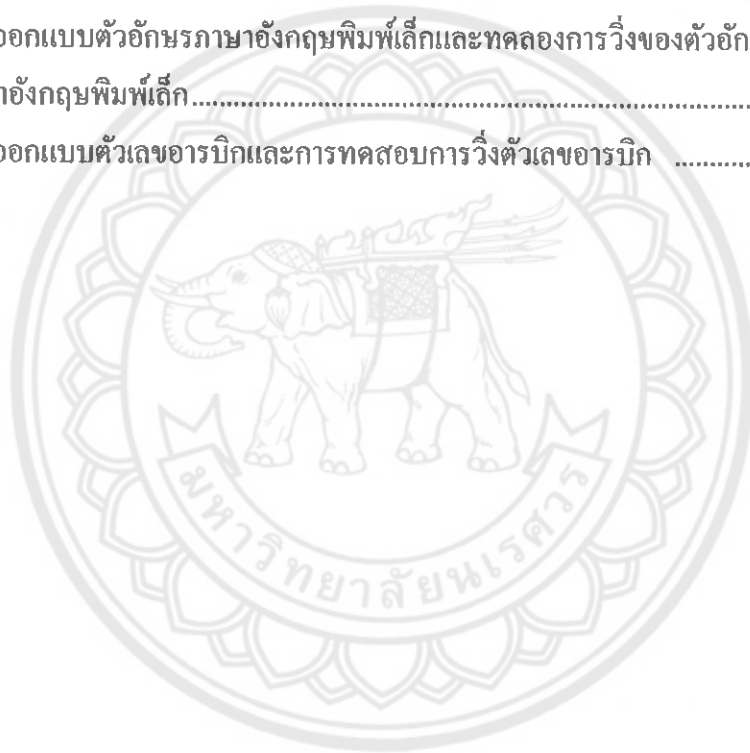 ออกแบบตัวอักษรภาษาอังกฤษพิมพ์เล็กและทดลองการวิ่งของตัวอัก
าอังกฤษพิมพ์เล็ก
ออกแบบตัวเลขอารบิกและการทดสอบการวิ่งตัวเลขอารบิก
มหาวิทยาลัยนเรศวร